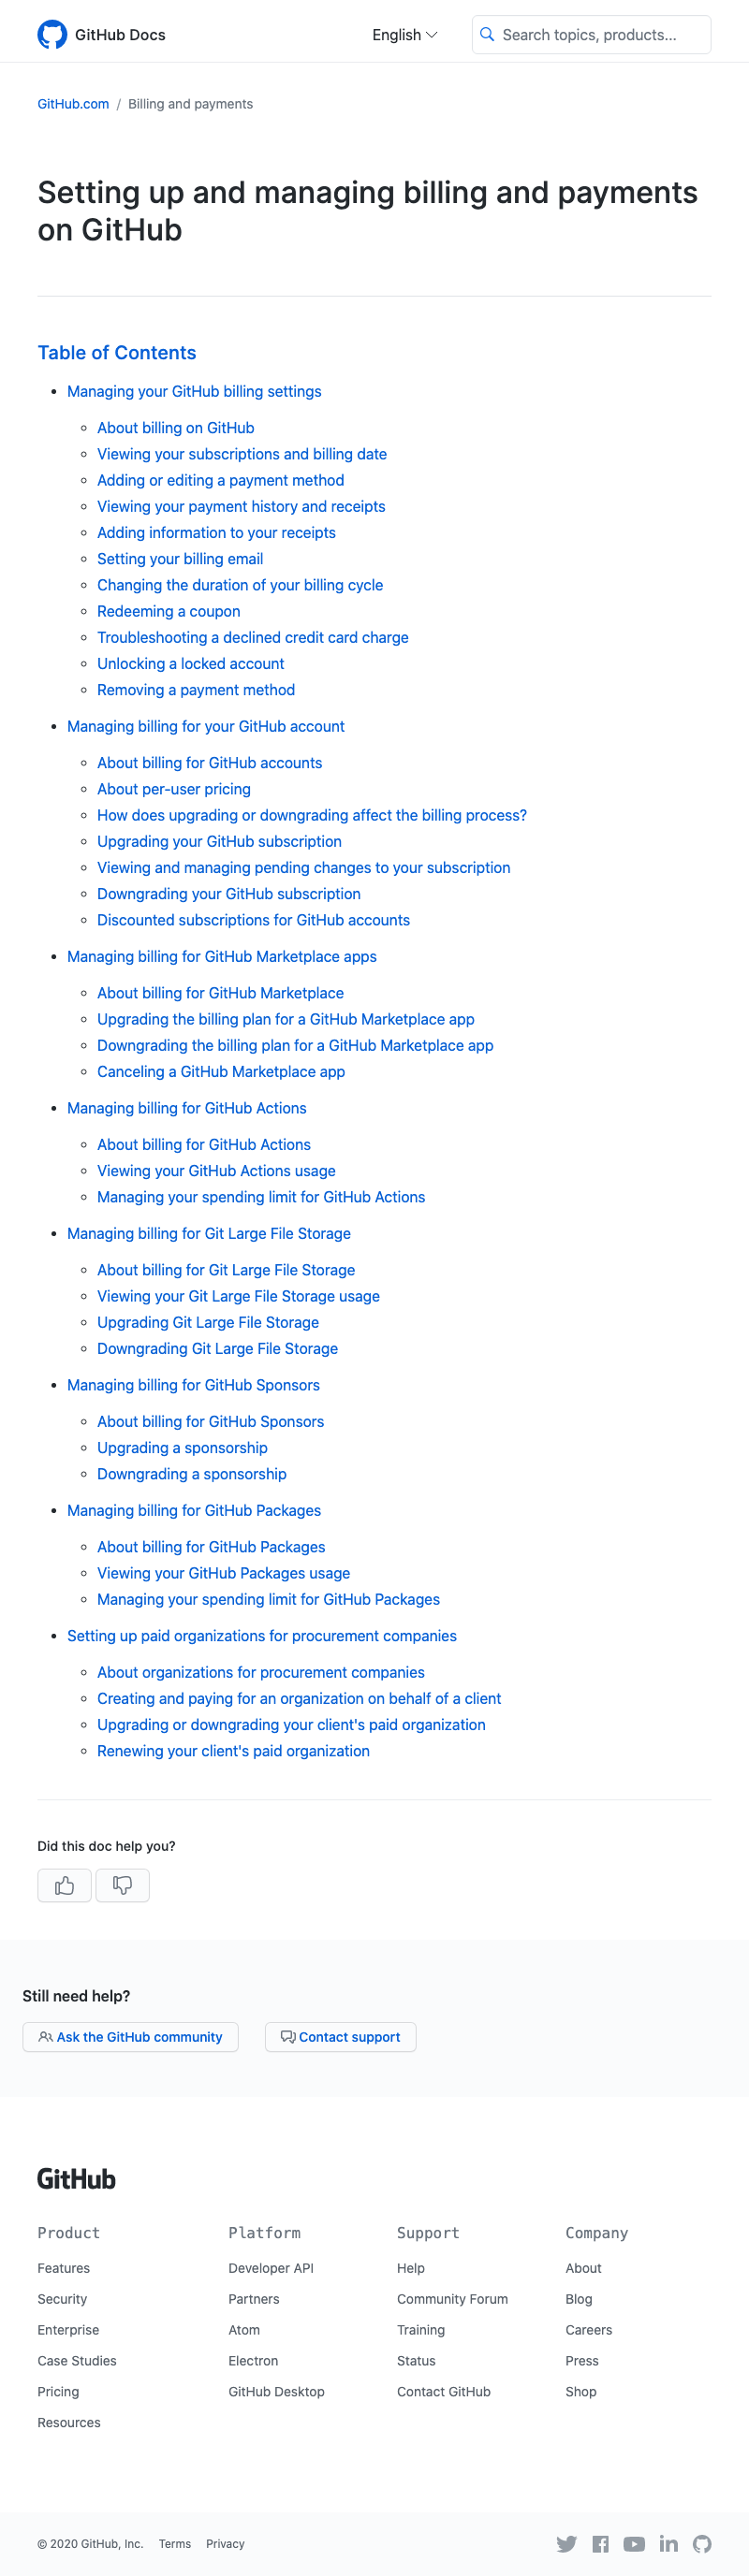 GitHub Docs
English
Search topics, products...
GitHub.com / Billing and payments
Setting up and managing billing and payments
on GitHub
Table of Contents
Managing your GitHub billing settings
About billing on GitHub
Viewing your subscriptions and billing date
Adding or editing a payment method
Viewing your payment history and receipts
Adding information to your receipts
Setting your billing email
Changing the duration of your billing cycle
Redeeming a coupon
Troubleshooting a declined credit card charge
Unlocking a locked account
Removing a payment method
Managing billing for your GitHub account
About billing for GitHub accounts
About per-user pricing
How does upgrading or downgrading affect the billing process?
Upgrading your GitHub subscription
Viewing and managing pending changes to your subscription
Downgrading your GitHub subscription
Discounted subscriptions for GitHub accounts
Managing billing for GitHub Marketplace apps
About billing for GitHub Marketplace
Upgrading the billing plan for a GitHub Marketplace app
Downgrading the billing plan for a GitHub Marketplace app
Canceling a GitHub Marketplace app
Managing billing for GitHub Actions
About billing for GitHub Actions
Viewing your GitHub Actions usage
Managing your spending limit for GitHub Actions
Managing billing for Git Large File Storage
About billing for Git Large File Storage
Viewing your Git Large File Storage usage
Upgrading Git Large File Storage
Downgrading Git Large File Storage
Managing billing for GitHub Sponsors
About billing for GitHub Sponsors
Upgrading a sponsorship
Downgrading a sponsorship
Managing billing for GitHub Packages
About billing for GitHub Packages
Viewing your GitHub Packages usage
Managing your spending limit for GitHub Packages
Setting up paid organizations for procurement companies
About organizations for procurement companies
Creating and paying for an organization on behalf of a client
Upgrading or downgrading your client's paid organization
Renewing your client's paid organization
Did this doc help you?
Still need help?
Ask the GitHub community
Contact support
GitHub
Product
Features
Security
Enterprise
Case Studies
Pricing
Resources
Platform
Developer API
Partners
Atom
Electron
GitHub Desktop
Support
Help
Community Forum
Training
Status
Contact GitHub
Company
About
Blog
Careers
Press
Shop
© 2020 GitHub, Inc.
Terms
Privacy